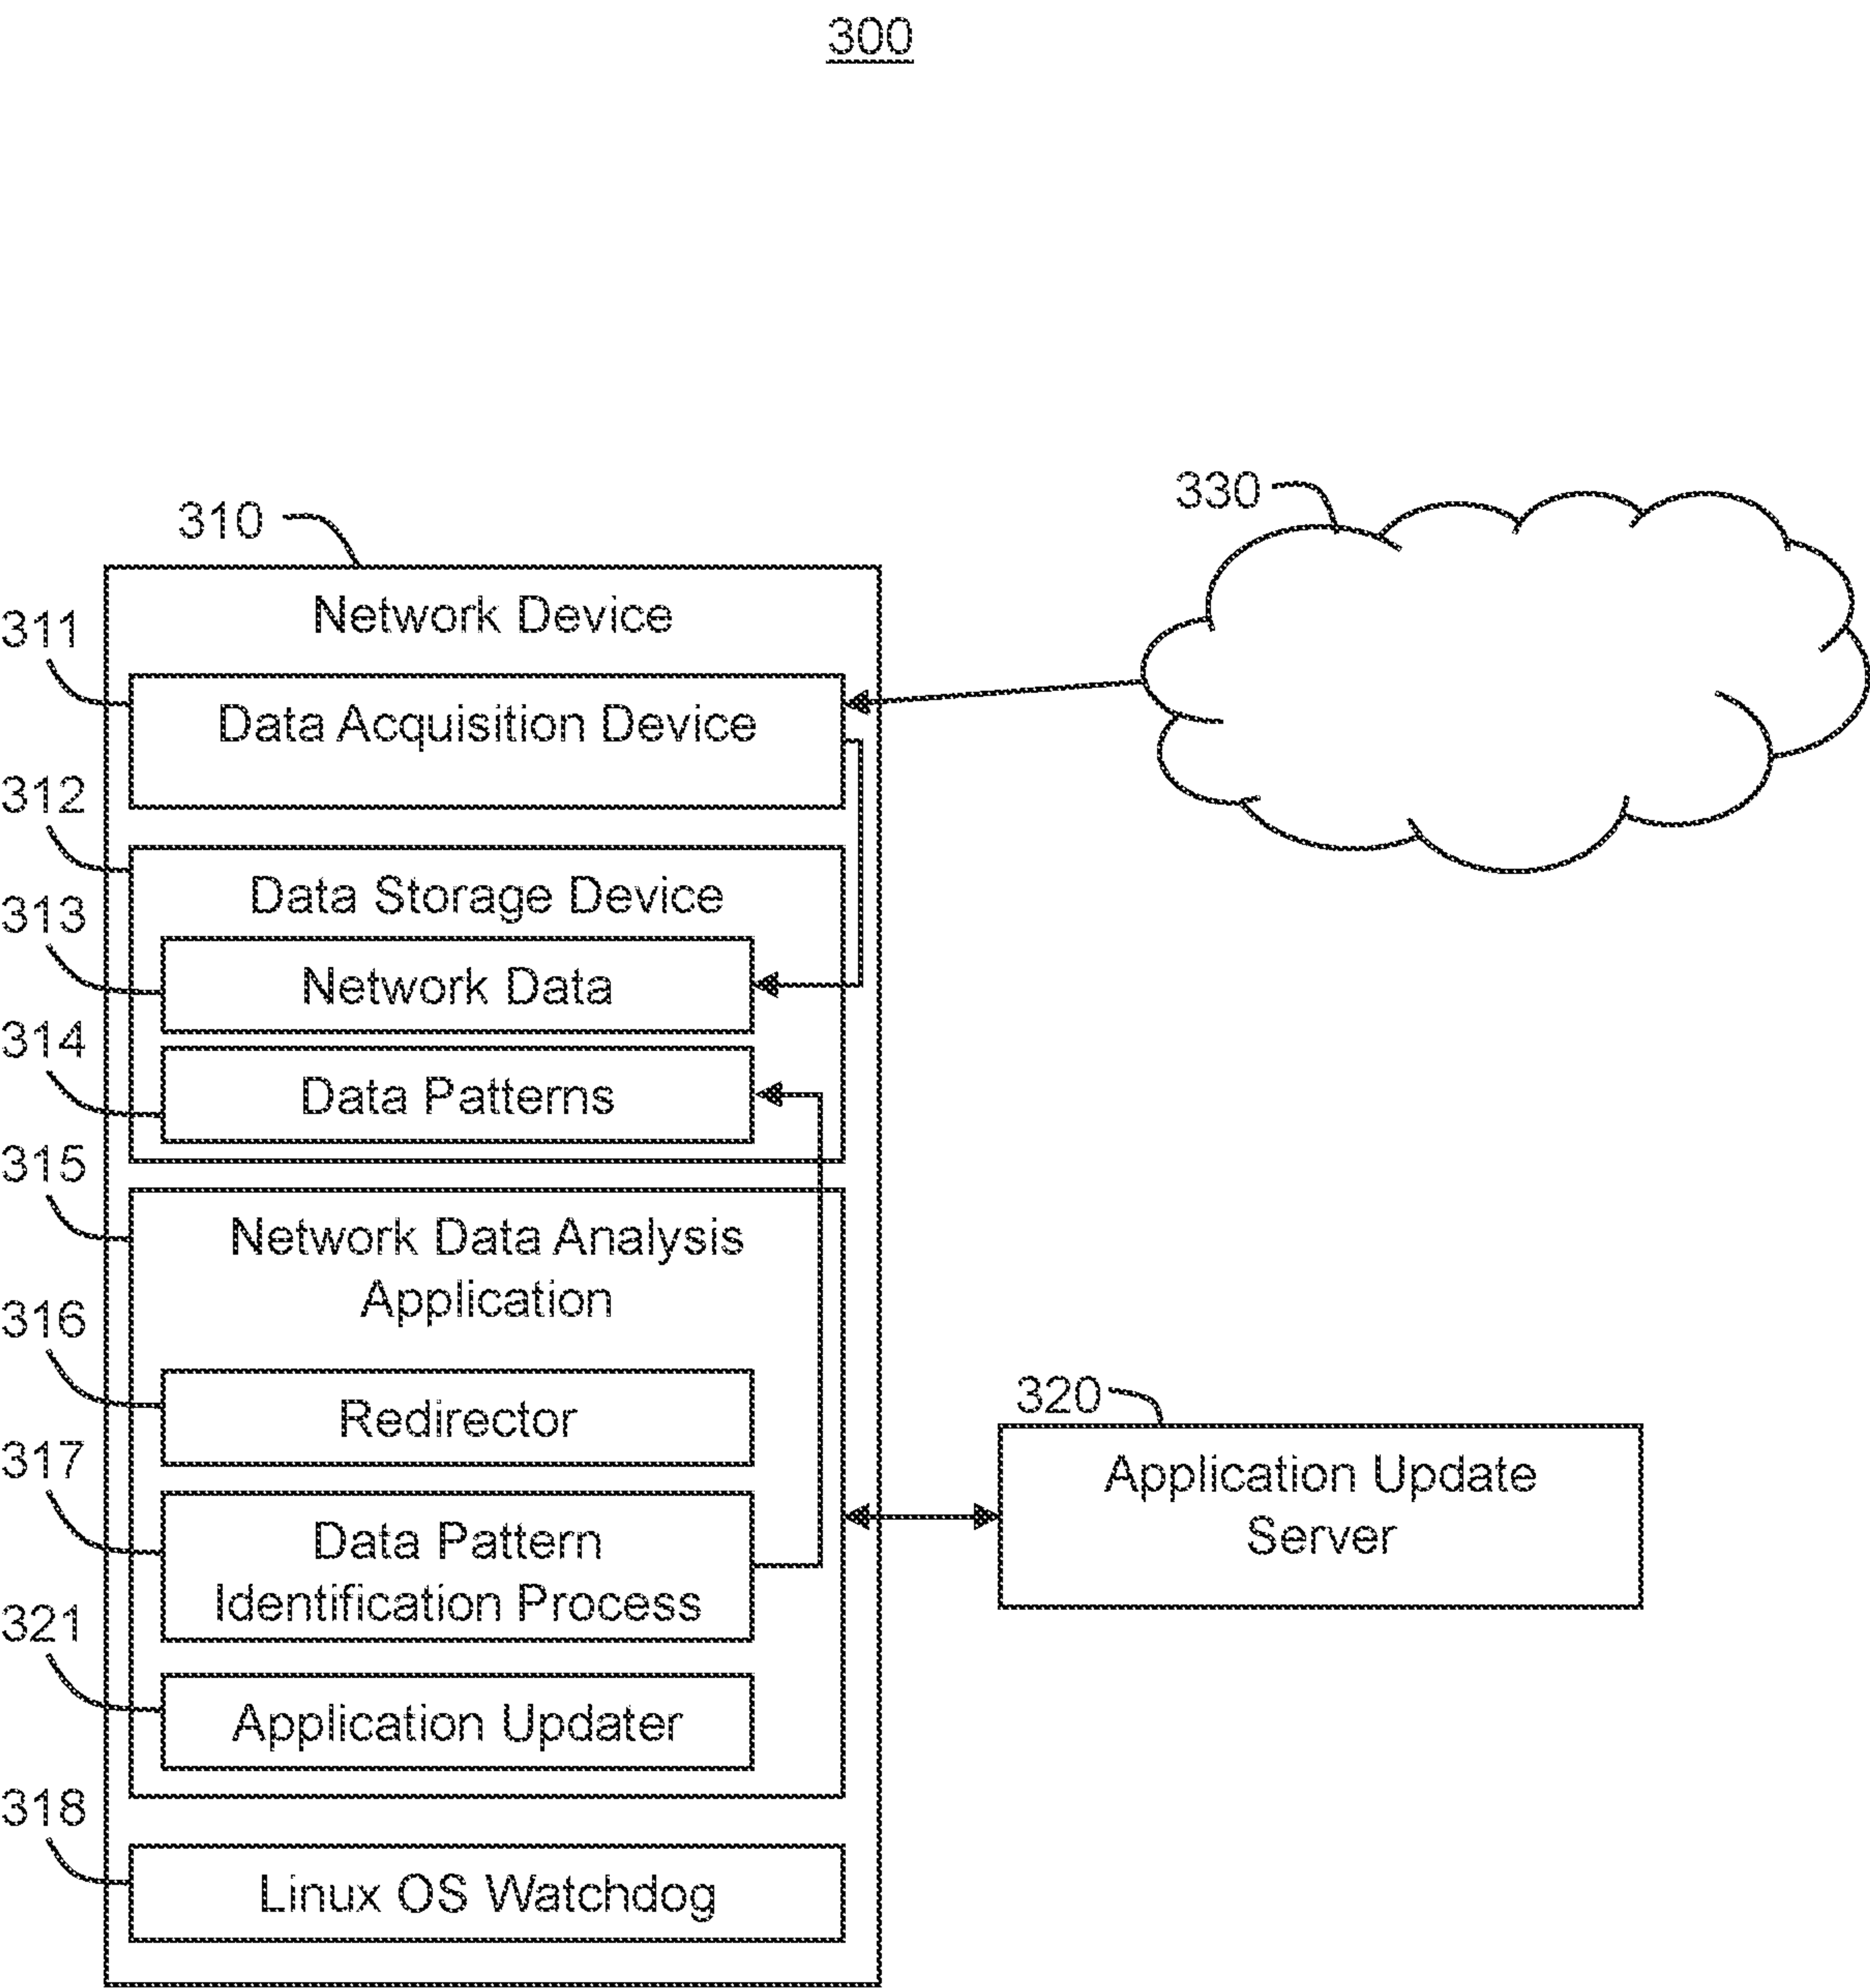 300
330
310
Network Device
311
Data Acquisition Device
312
Data Storage Device
313
Network Data
314
Data Patterns
315
Network Data Analysis
Application
316
Redirector
317
Data Pattern
Identification Process
321
Application Updater
318
Linux OS Watchdog
320
Application Update
Server